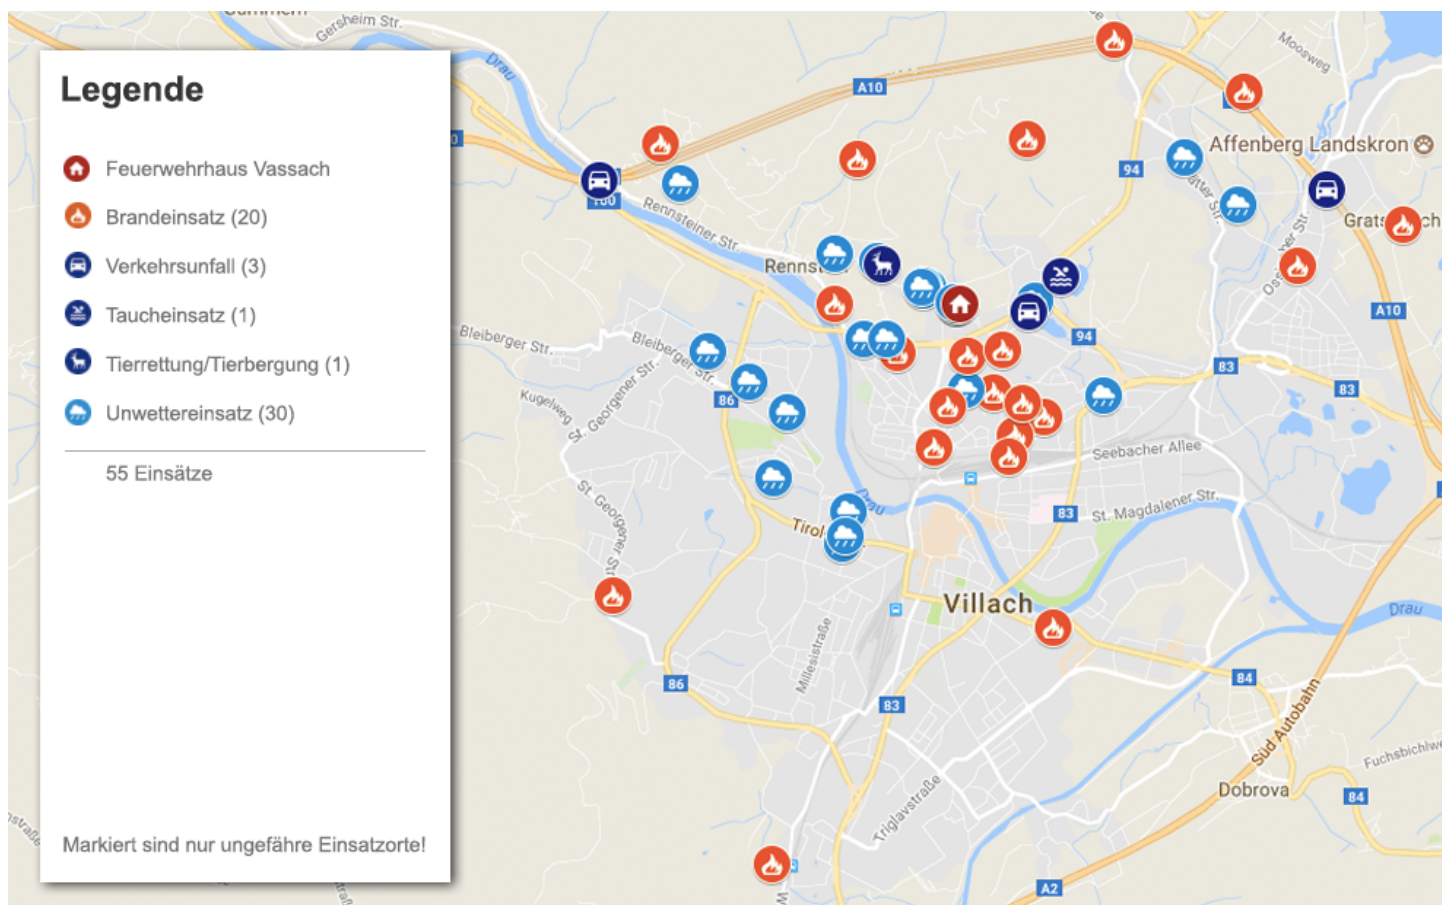 Legende
Feuerwehrhaus Vassach
Brandeinsatz (20)
Verkehrsunfall (3)
Taucheinsatz (1)
Tierrettung/Tierbergung (1)
Unwettereinsatz (30)
55 Einsätze
Markiert sind nur ungefähre Einsatzorte!
Gersheim Str.
Drau
A10
Moosweg
Affenberg Landskron
94
100
Rennsteiner Str.
A10
94
Bleiberger Str.
Bleiberger Str.
83
83
86
Kugelweg
St. Georgener Str.
Seebacher Allee
Drau
83
St. Magdalener Str.
St. Georgener Str.
Villach
Drau
Millesistraße
84
86
83
Süd Autobahn
Fuchsbichlwe
Dobrova
84
Triglavstraße
A2